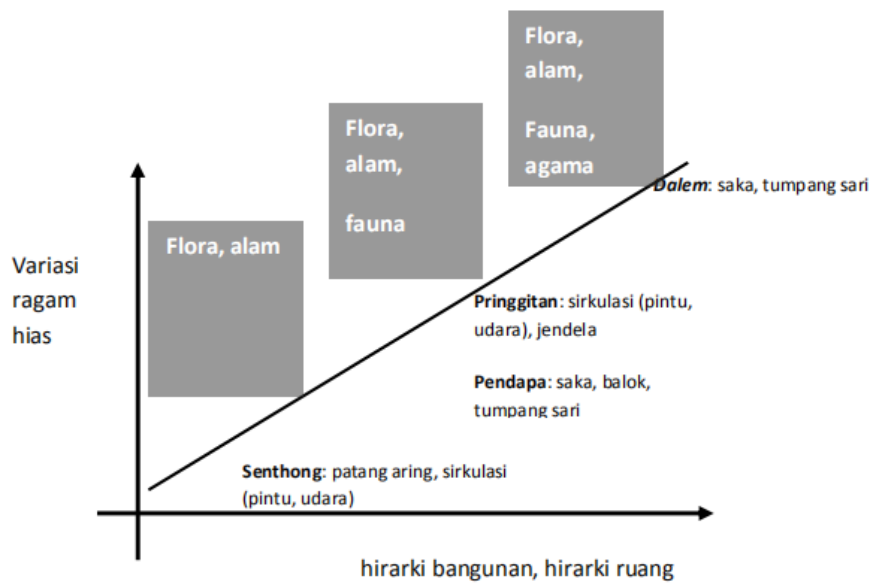 Flora,
alam,
Fauna,
agama
Flora,
alam,
fauna
Dalem: saka, tumpang sari
Flora, alam
Variasi
ragam
hias
Pringgitan: sirkulasi (pintu,
udara), jendela
Pendapa: saka, balok,
tumpang sari
Senthong: patang aring, sirkulasi
(pintu, udara)
hirarki bangunan, hirarki ruang